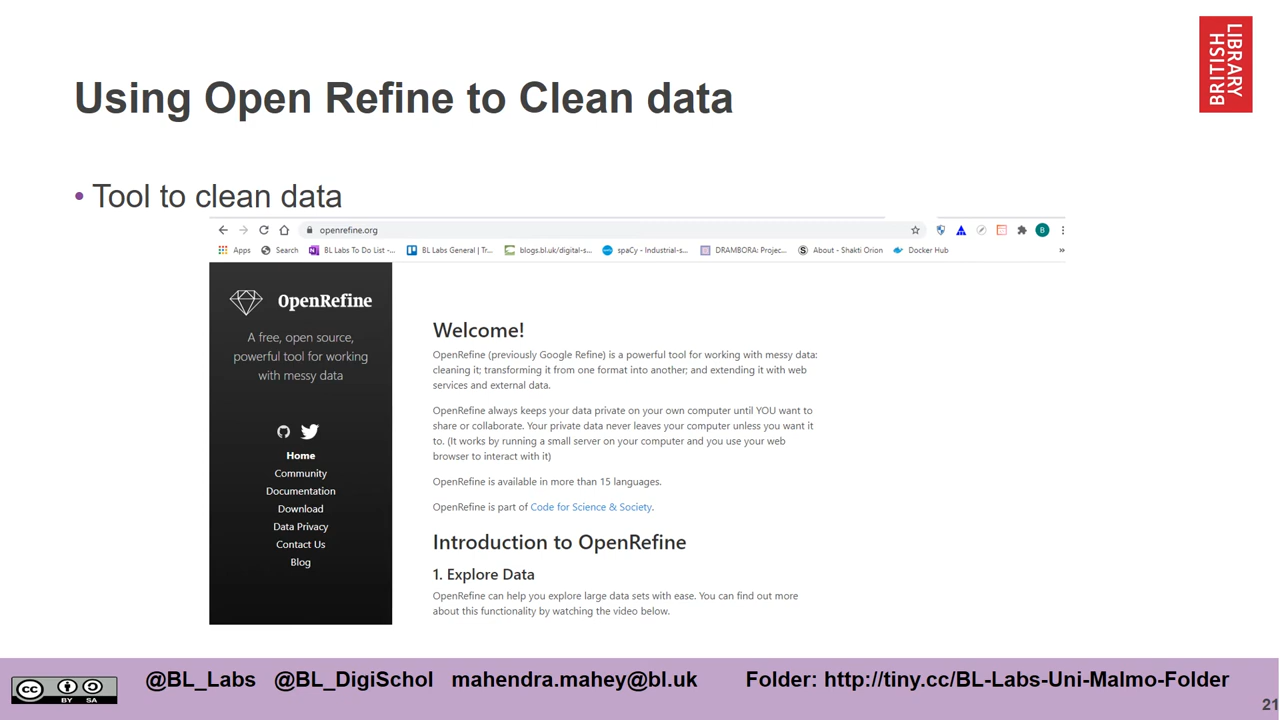 BRITISH
LIBRARY
Using Open Refine to Clean data
• Tool to clean data
openrefine.org
B
Apps Search BL Labs To Do List -... BL Labs General | Tr... blogs.bl.uk/digital-s... spaCy - Industrial-s... DRAMBORA: Projec... About - Shakti Orion Docker Hub »
OpenRefine
A free, open source,
powerful tool for working
with messy data
Home
Community
Documentation
Download
Data Privacy
Contact Us
Blog
Welcome!
OpenRefine (previously Google Refine) is a powerful tool for working with messy data:
cleaning it; transforming it from one format into another; and extending it with web
services and external data.
OpenRefine always keeps your data private on your own computer until YOU want to
share or collaborate. Your private data never leaves your computer unless you want it
to. (It works by running a small server on your computer and you use your web
browser to interact with it)
OpenRefine is available in more than 15 languages.
OpenRefine is part of Code for Science & Society.
Introduction to OpenRefine
1. Explore Data
OpenRefine can help you explore large data sets with ease. You can find out more
about this functionality by watching the video below.
cc BY SA
@BL_Labs @BL_DigiSchol mahendra.mahey@bl.uk Folder: http://tiny.cc/BL-Labs-Uni-Malmo-Folder
21